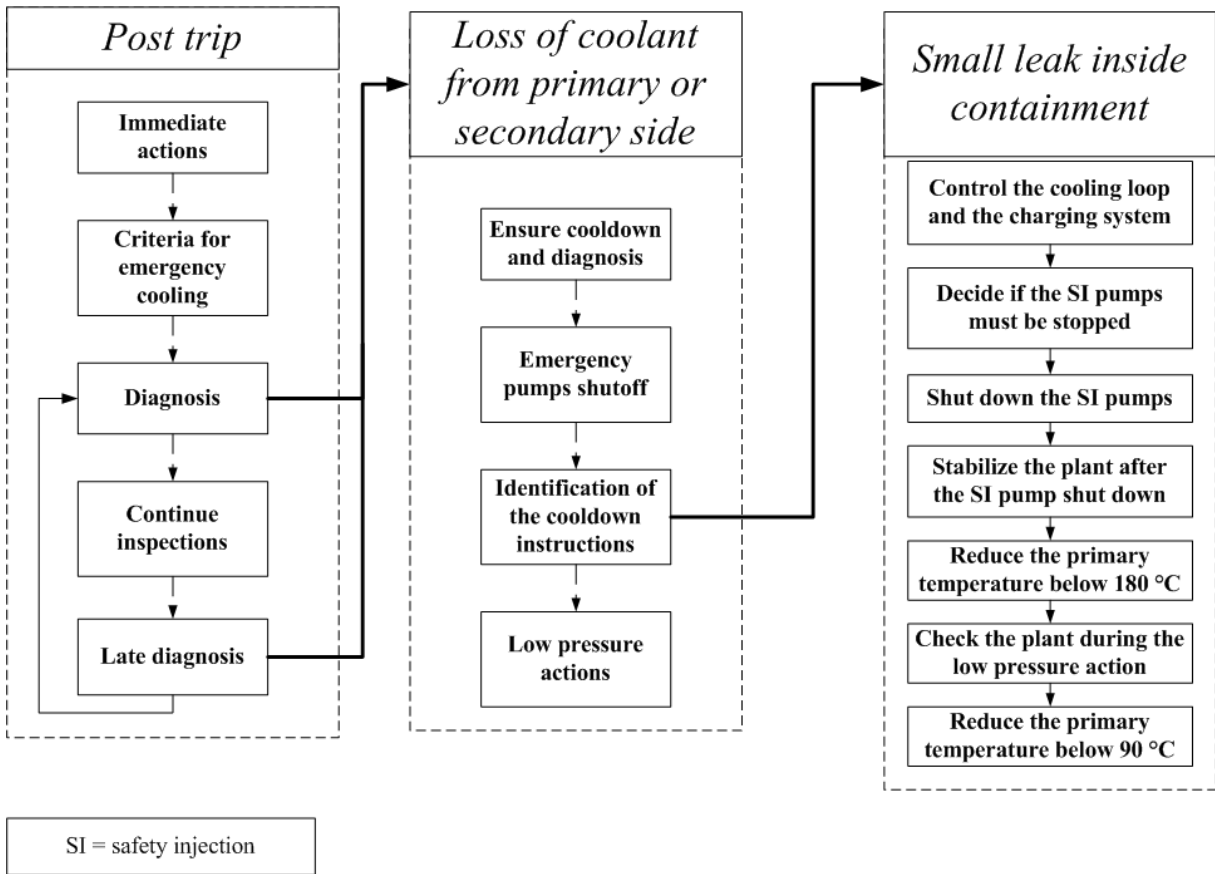 Post trip
Immediate
actions
Criteria for
emergency
cooling
Diagnosis
Continue
inspections
Late diagnosis
Loss of coolant
from primary or
secondary side
Ensure cooldown
and diagnosis
Emergency
pumps shutoff
Identification of
the cooldown
instructions
Low pressure
actions
Small leak inside
containment
Control the cooling loop
and the charging system
Decide if the SI pumps
must be stopped
Shut down the SI pumps
Stabilize the plant after
the SI pump shut down
Reduce the primary
temperature below 180 °C
Check the plant during the
low pressure action
Reduce the primary
temperature below 90 °C
SI = safety injection